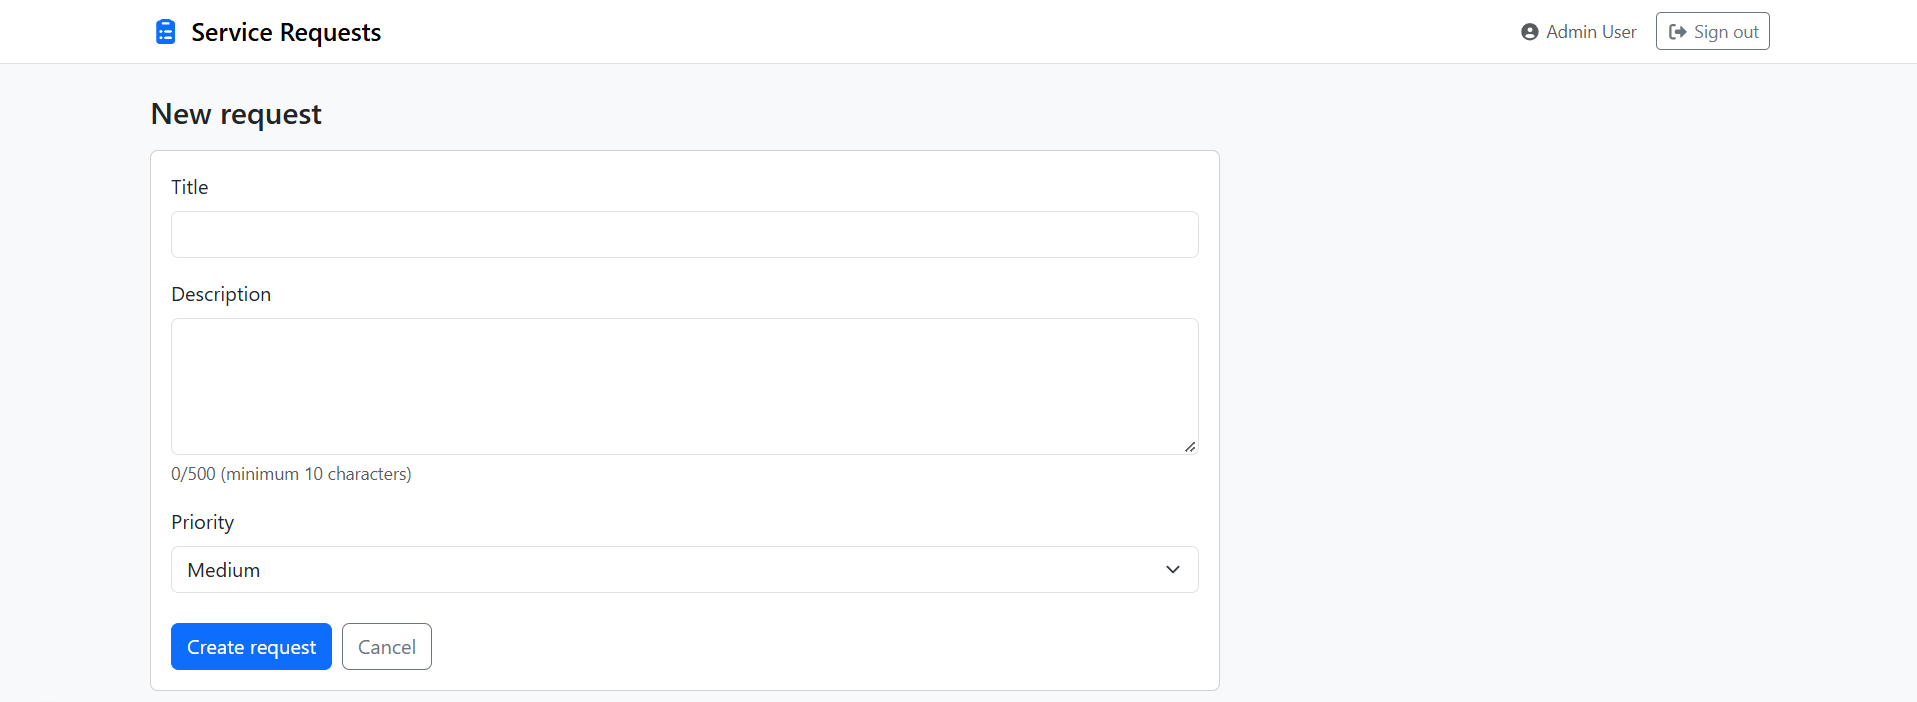 Service Requests
Admin User
Sign out
New request
Title
Description
0/500 (minimum 10 characters)
Priority
Medium
Create request
Cancel